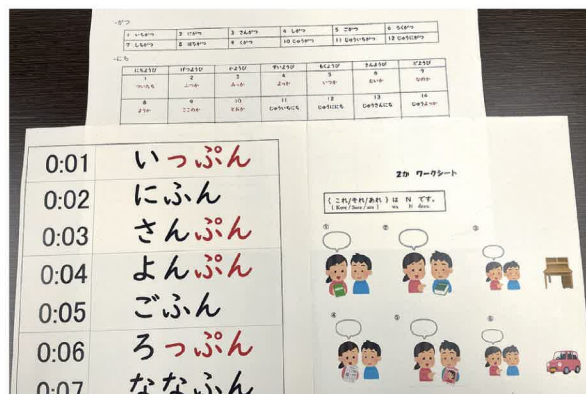 ・がつ
1 いちがつ 2 にがつ 3 さんがつ 4 しがつ 5 ごがつ 6 ろくがつ
7 しちがつ 8 はちがつ 9 くがつ 10 じゅうがつ 11 じゅういちがつ 12 じゅうにがつ
・にち
にちようび げつようび かようび すいようび もくようび きんようび どようび
1 2 3 4 5 6 7
ついたち ふつか みっか よっか いつか むいか なのか
8 9 10 11 12 13 14
ようか ここのか とおか じゅういちにち じゅうににち じゅうさんにち じゅうよっか
0:01 いっぷん
0:02 にふん
0:03 さんぷん
0:04 よんぷん
0:05 ごふん
0:06 ろっぷん
0:07 ななふん
2か ワークシート
( これ/それ/あれ ) は N です。
( Kore / Sore / are ) wa N desu.
① ② ③
④ ⑤ ⑥